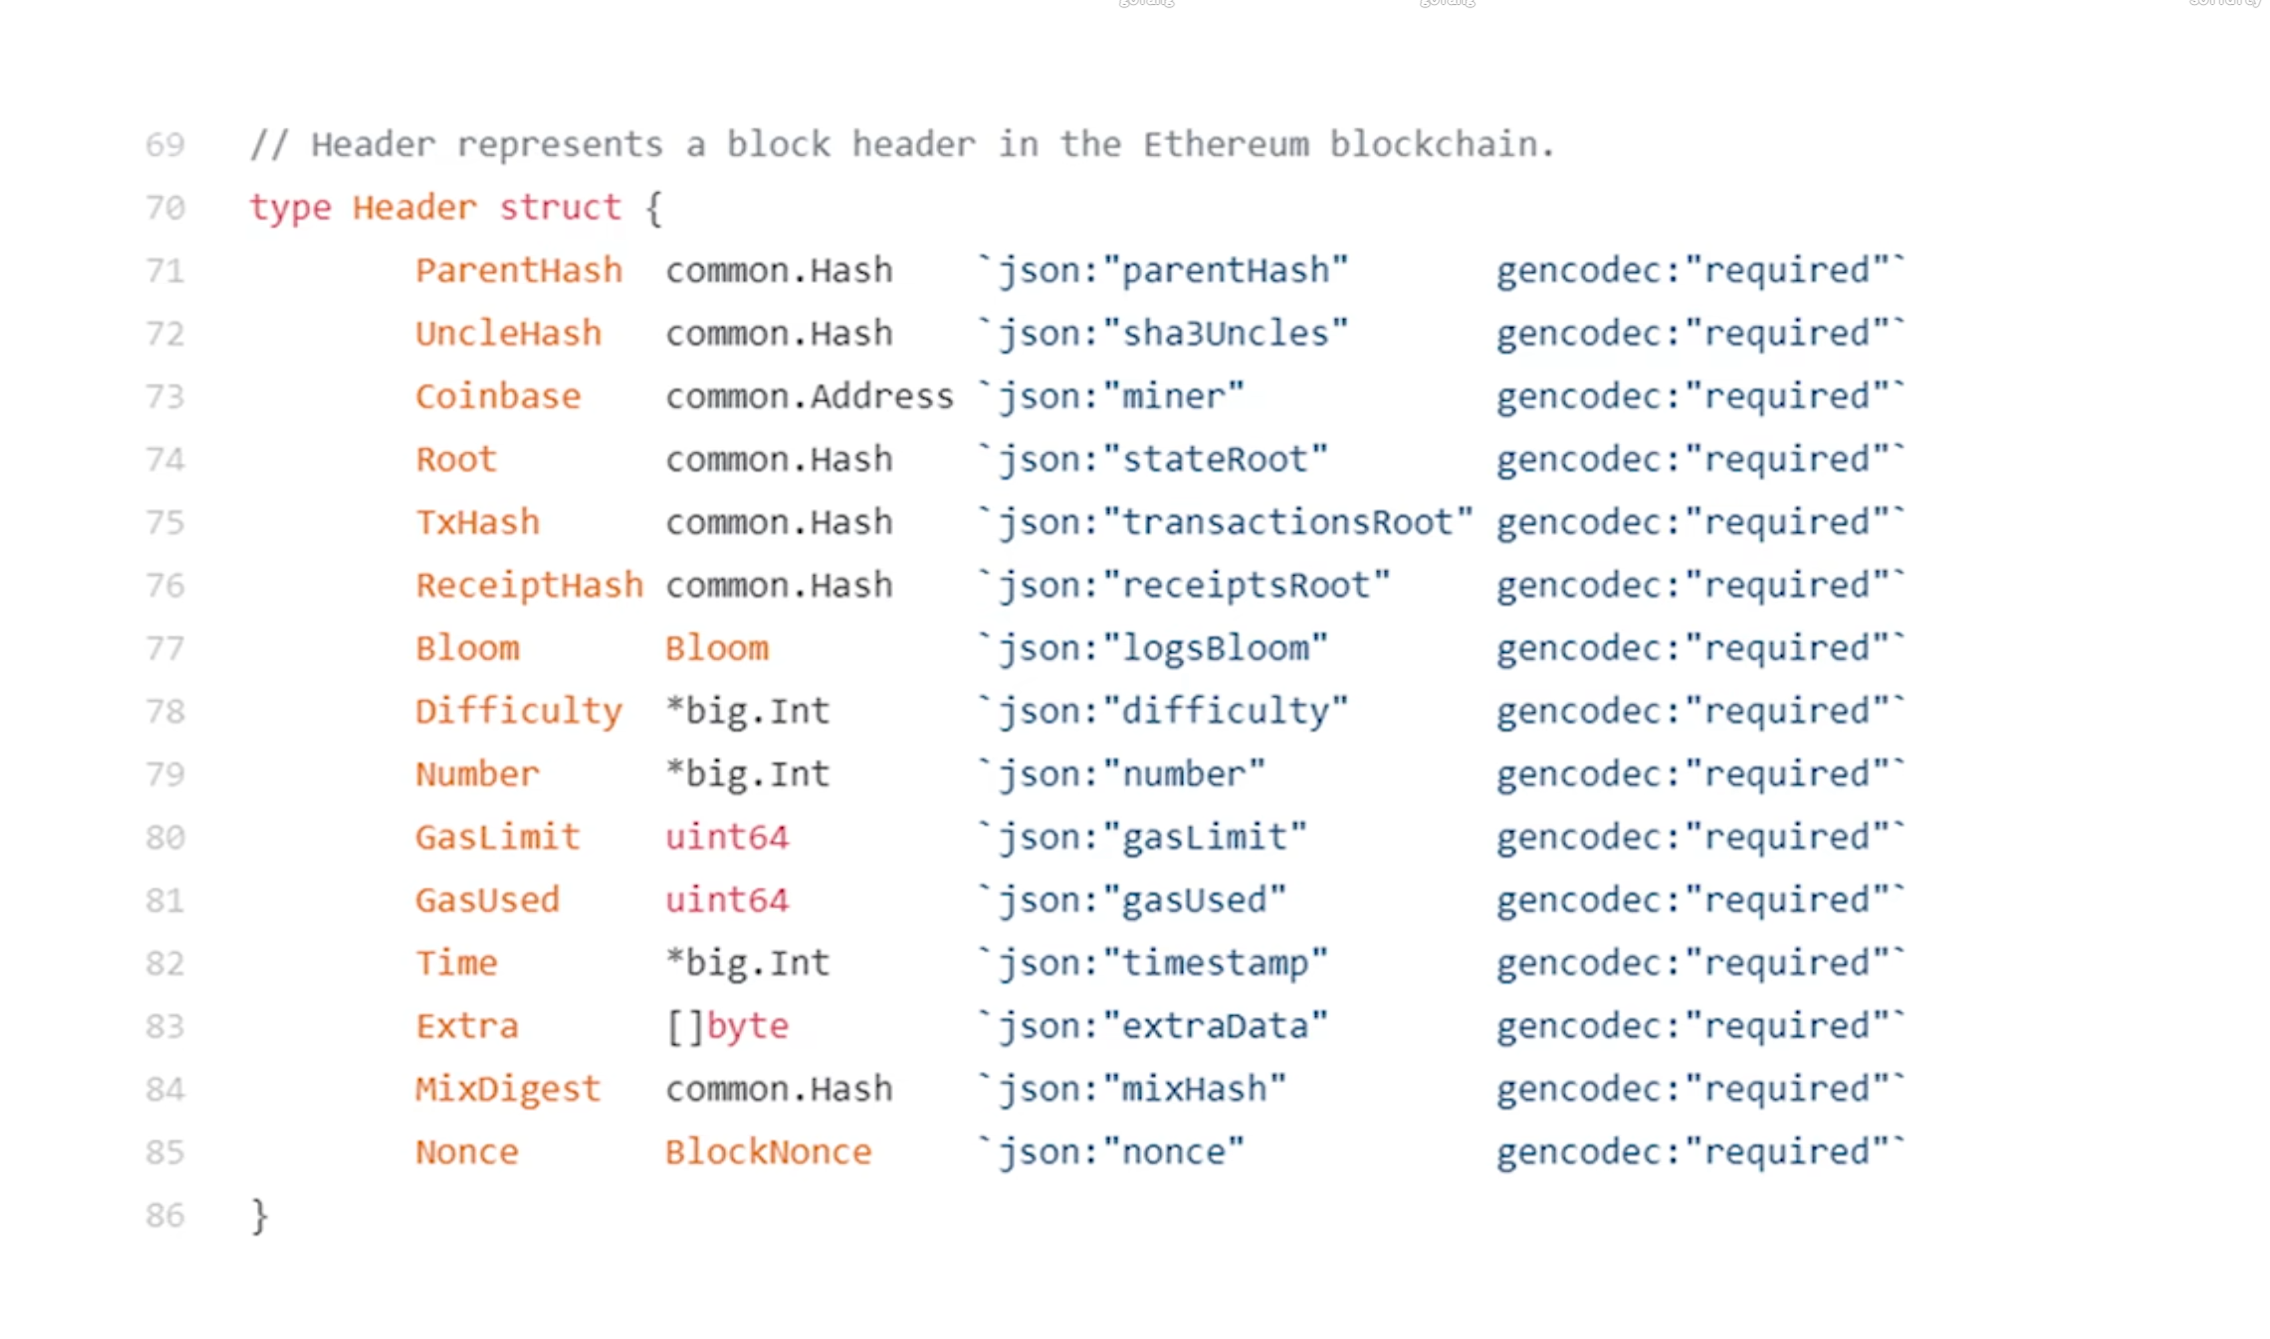 69 // Header represents a block header in the Ethereum blockchain.
70 type Header struct {
71 ParentHash common.Hash `json:"parentHash" gencodec:"required"`
72 UncleHash common.Hash `json:"sha3Uncles" gencodec:"required"`
73 Coinbase common.Address `json:"miner" gencodec:"required"`
74 Root common.Hash `json:"stateRoot" gencodec:"required"`
75 TxHash common.Hash `json:"transactionsRoot" gencodec:"required"`
76 ReceiptHash common.Hash `json:"receiptsRoot" gencodec:"required"`
77 Bloom Bloom `json:"logsBloom" gencodec:"required"`
78 Difficulty *big.Int `json:"difficulty" gencodec:"required"`
79 Number *big.Int `json:"number" gencodec:"required"`
80 GasLimit uint64 `json:"gasLimit" gencodec:"required"`
81 GasUsed uint64 `json:"gasUsed" gencodec:"required"`
82 Time *big.Int `json:"timestamp" gencodec:"required"`
83 Extra []byte `json:"extraData" gencodec:"required"`
84 MixDigest common.Hash `json:"mixHash" gencodec:"required"`
85 Nonce BlockNonce `json:"nonce" gencodec:"required"`
86 }